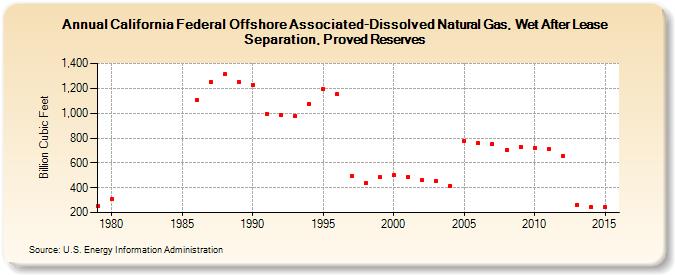 Annual California Federal Offshore Associated-Dissolved Natural Gas, Wet After Lease
Separation, Proved Reserves
Billion Cubic Feet
1,400
1,200
1,000
800
600
400
200
1980 1985 1990 1995 2000 2005 2010 2015
Source: U.S. Energy Information Administration